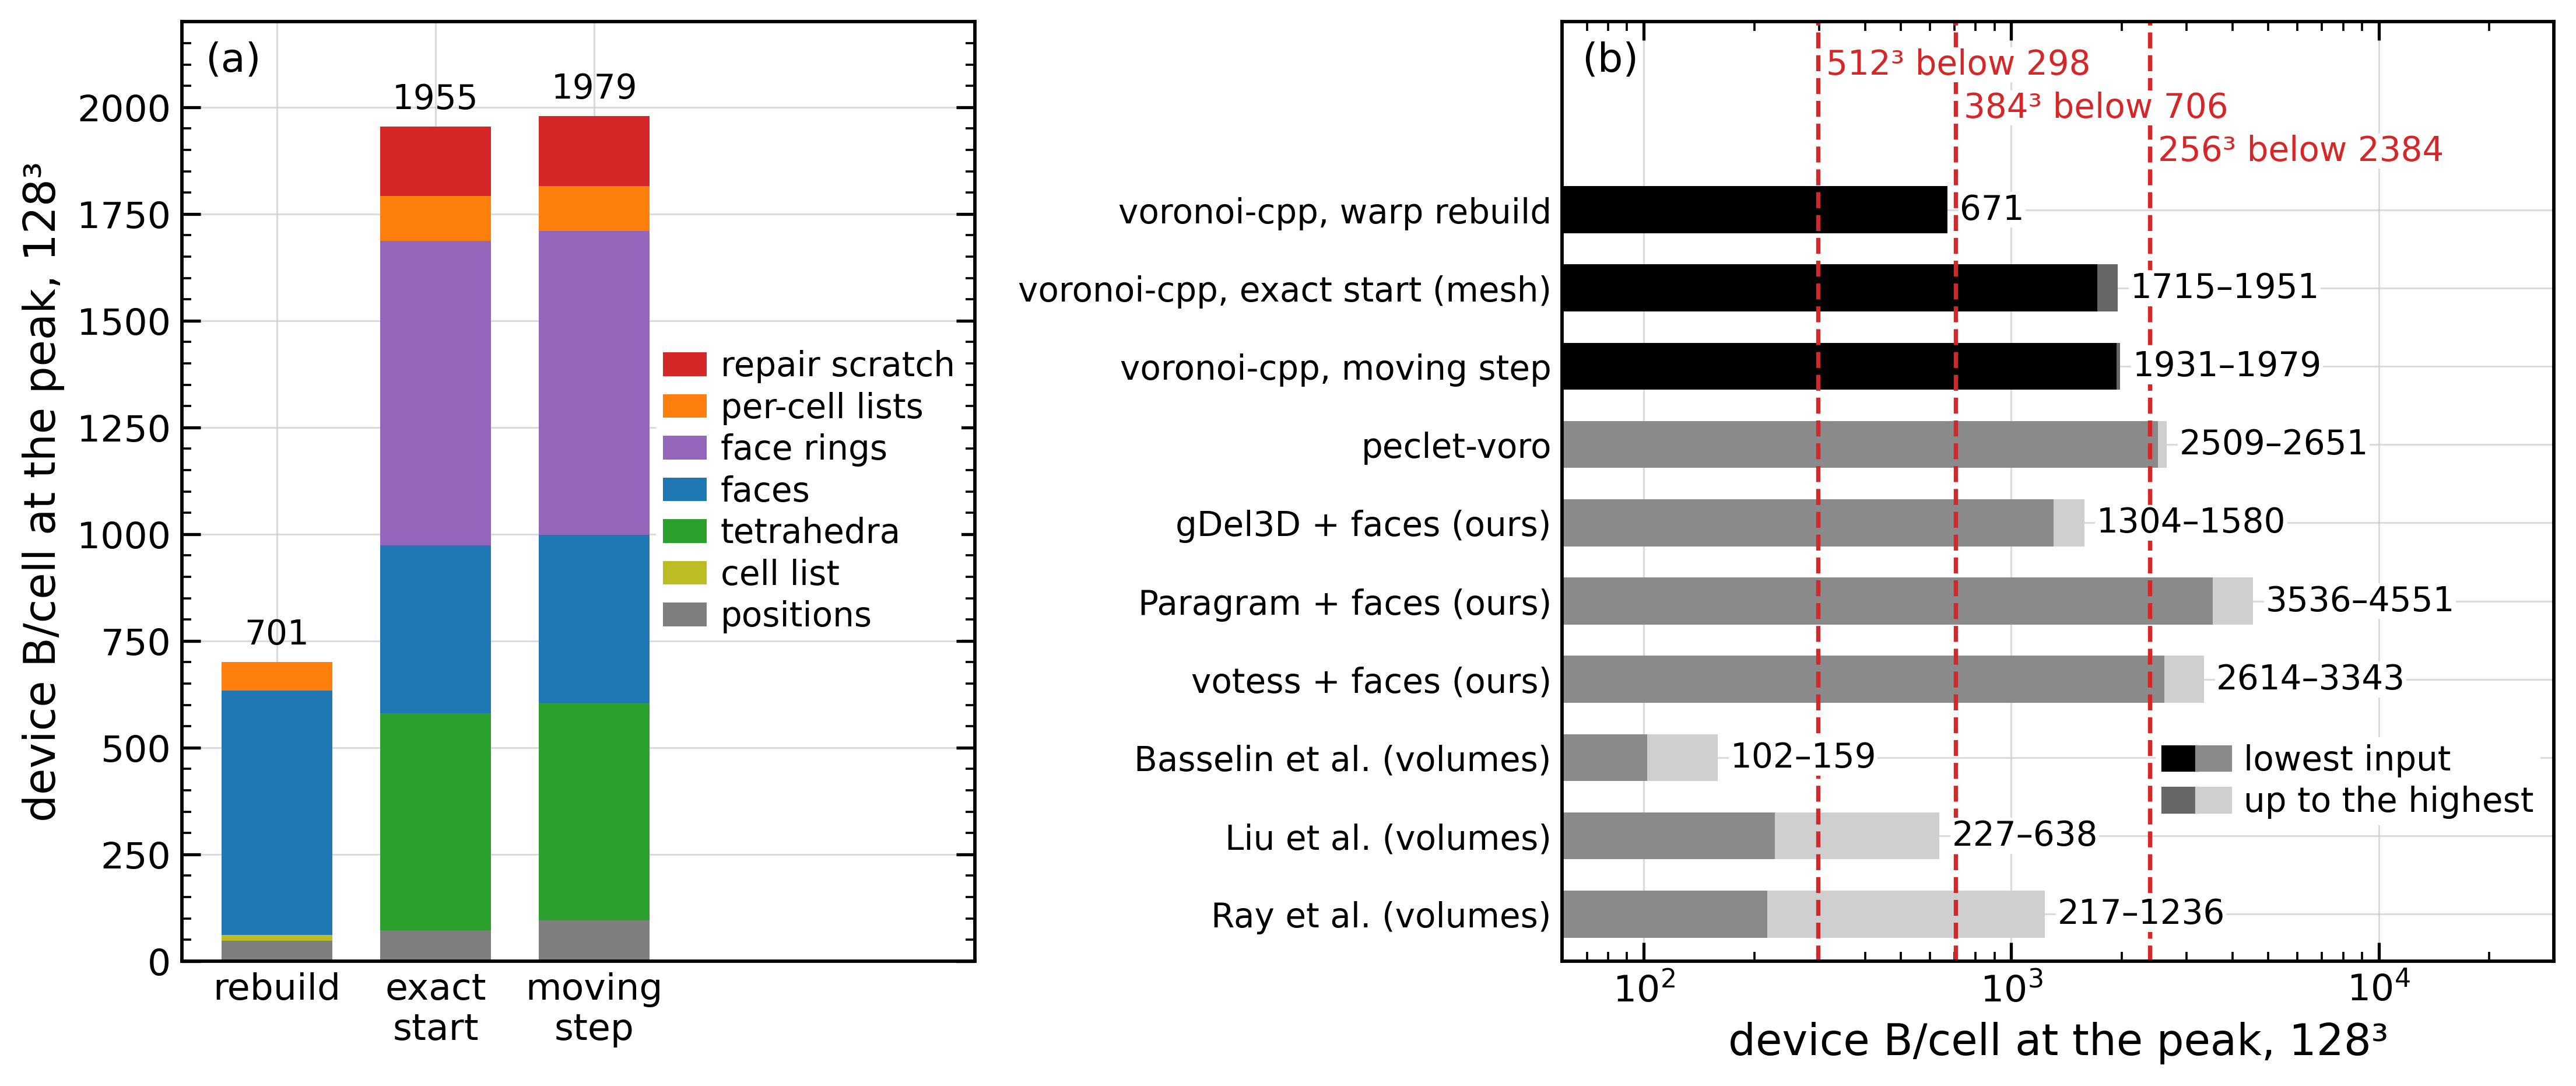 (a)
device B/cell at the peak, 128³
2000
1750
1500
1250
1000
750
500
250
0
701
1955
1979
repair scratch
per-cell lists
face rings
faces
tetrahedra
cell list
positions
rebuild
exact
start
moving
step
(b)
512³ below 298
384³ below 706
256³ below 2384
voronoi-cpp, warp rebuild
671
voronoi-cpp, exact start (mesh)
1715–1951
voronoi-cpp, moving step
1931–1979
peclet-voro
2509–2651
gDel3D + faces (ours)
1304–1580
Paragram + faces (ours)
3536–4551
votess + faces (ours)
2614–3343
Basselin et al. (volumes)
102–159
Liu et al. (volumes)
227–638
Ray et al. (volumes)
217–1236
lowest input
up to the highest
10²
10³
10⁴
device B/cell at the peak, 128³